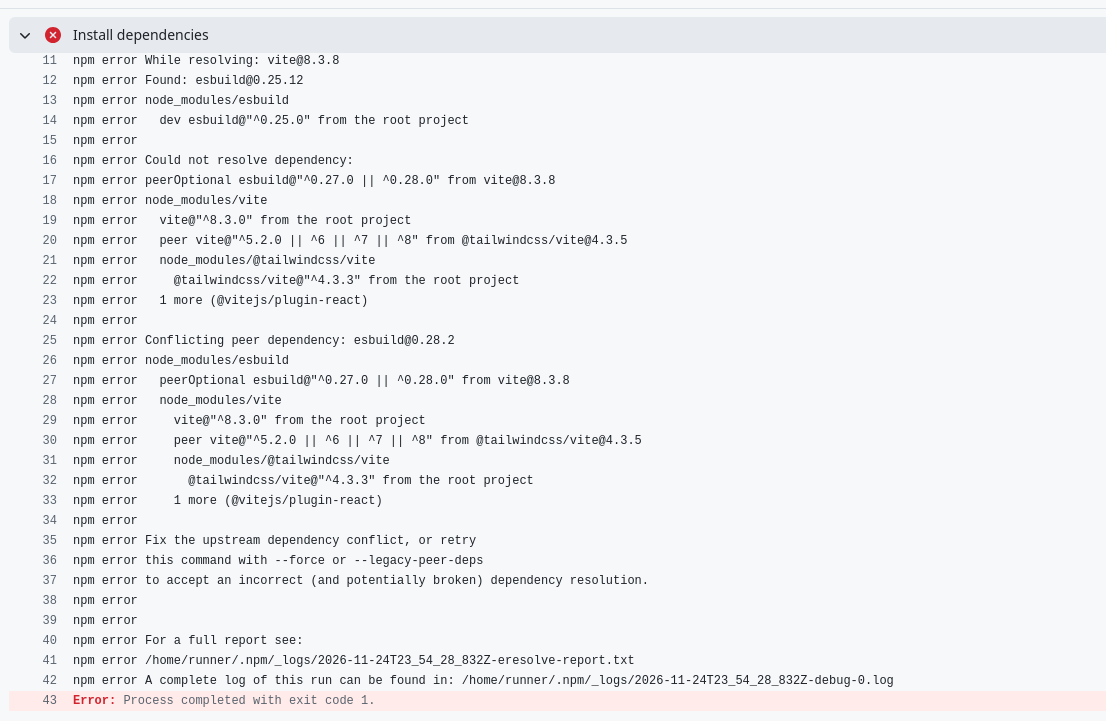 Install dependencies
11 npm error While resolving: vite@8.3.8
12 npm error Found: esbuild@0.25.12
13 npm error node_modules/esbuild
14 npm error   dev esbuild@"^0.25.0" from the root project
15 npm error
16 npm error Could not resolve dependency:
17 npm error peerOptional esbuild@"^0.27.0 || ^0.28.0" from vite@8.3.8
18 npm error node_modules/vite
19 npm error   vite@"^8.3.0" from the root project
20 npm error   peer vite@"^5.2.0 || ^6 || ^7 || ^8" from @tailwindcss/vite@4.3.5
21 npm error   node_modules/@tailwindcss/vite
22 npm error     @tailwindcss/vite@"^4.3.3" from the root project
23 npm error   1 more (@vitejs/plugin-react)
24 npm error
25 npm error Conflicting peer dependency: esbuild@0.28.2
26 npm error node_modules/esbuild
27 npm error   peerOptional esbuild@"^0.27.0 || ^0.28.0" from vite@8.3.8
28 npm error   node_modules/vite
29 npm error     vite@"^8.3.0" from the root project
30 npm error     peer vite@"^5.2.0 || ^6 || ^7 || ^8" from @tailwindcss/vite@4.3.5
31 npm error     node_modules/@tailwindcss/vite
32 npm error       @tailwindcss/vite@"^4.3.3" from the root project
33 npm error     1 more (@vitejs/plugin-react)
34 npm error
35 npm error Fix the upstream dependency conflict, or retry
36 npm error this command with --force or --legacy-peer-deps
37 npm error to accept an incorrect (and potentially broken) dependency resolution.
38 npm error
39 npm error
40 npm error For a full report see:
41 npm error /home/runner/.npm/_logs/2026-11-24T23_54_28_832Z-eresolve-report.txt
42 npm error A complete log of this run can be found in: /home/runner/.npm/_logs/2026-11-24T23_54_28_832Z-debug-0.log
43 Error: Process completed with exit code 1.